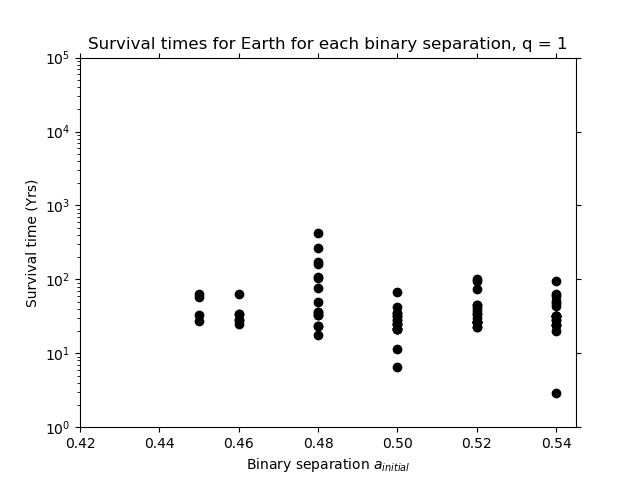 Survival times for Earth for each binary separation, q = 1
10^5
10^4
10^3
10^2
10^1
10^0
Survival time (Yrs)
0.42 0.44 0.46 0.48 0.50 0.52 0.54
Binary separation a_{initial}